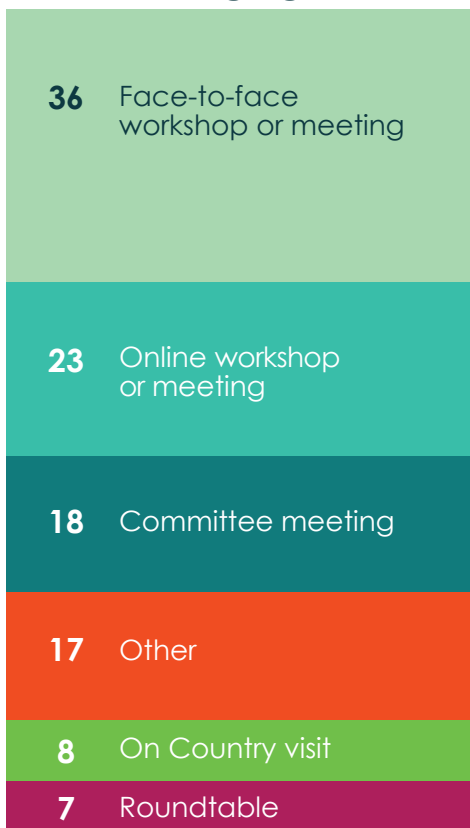 36 Face-to-face
workshop or meeting
23 Online workshop
or meeting
18 Committee meeting
17 Other
8 On Country visit
7 Roundtable